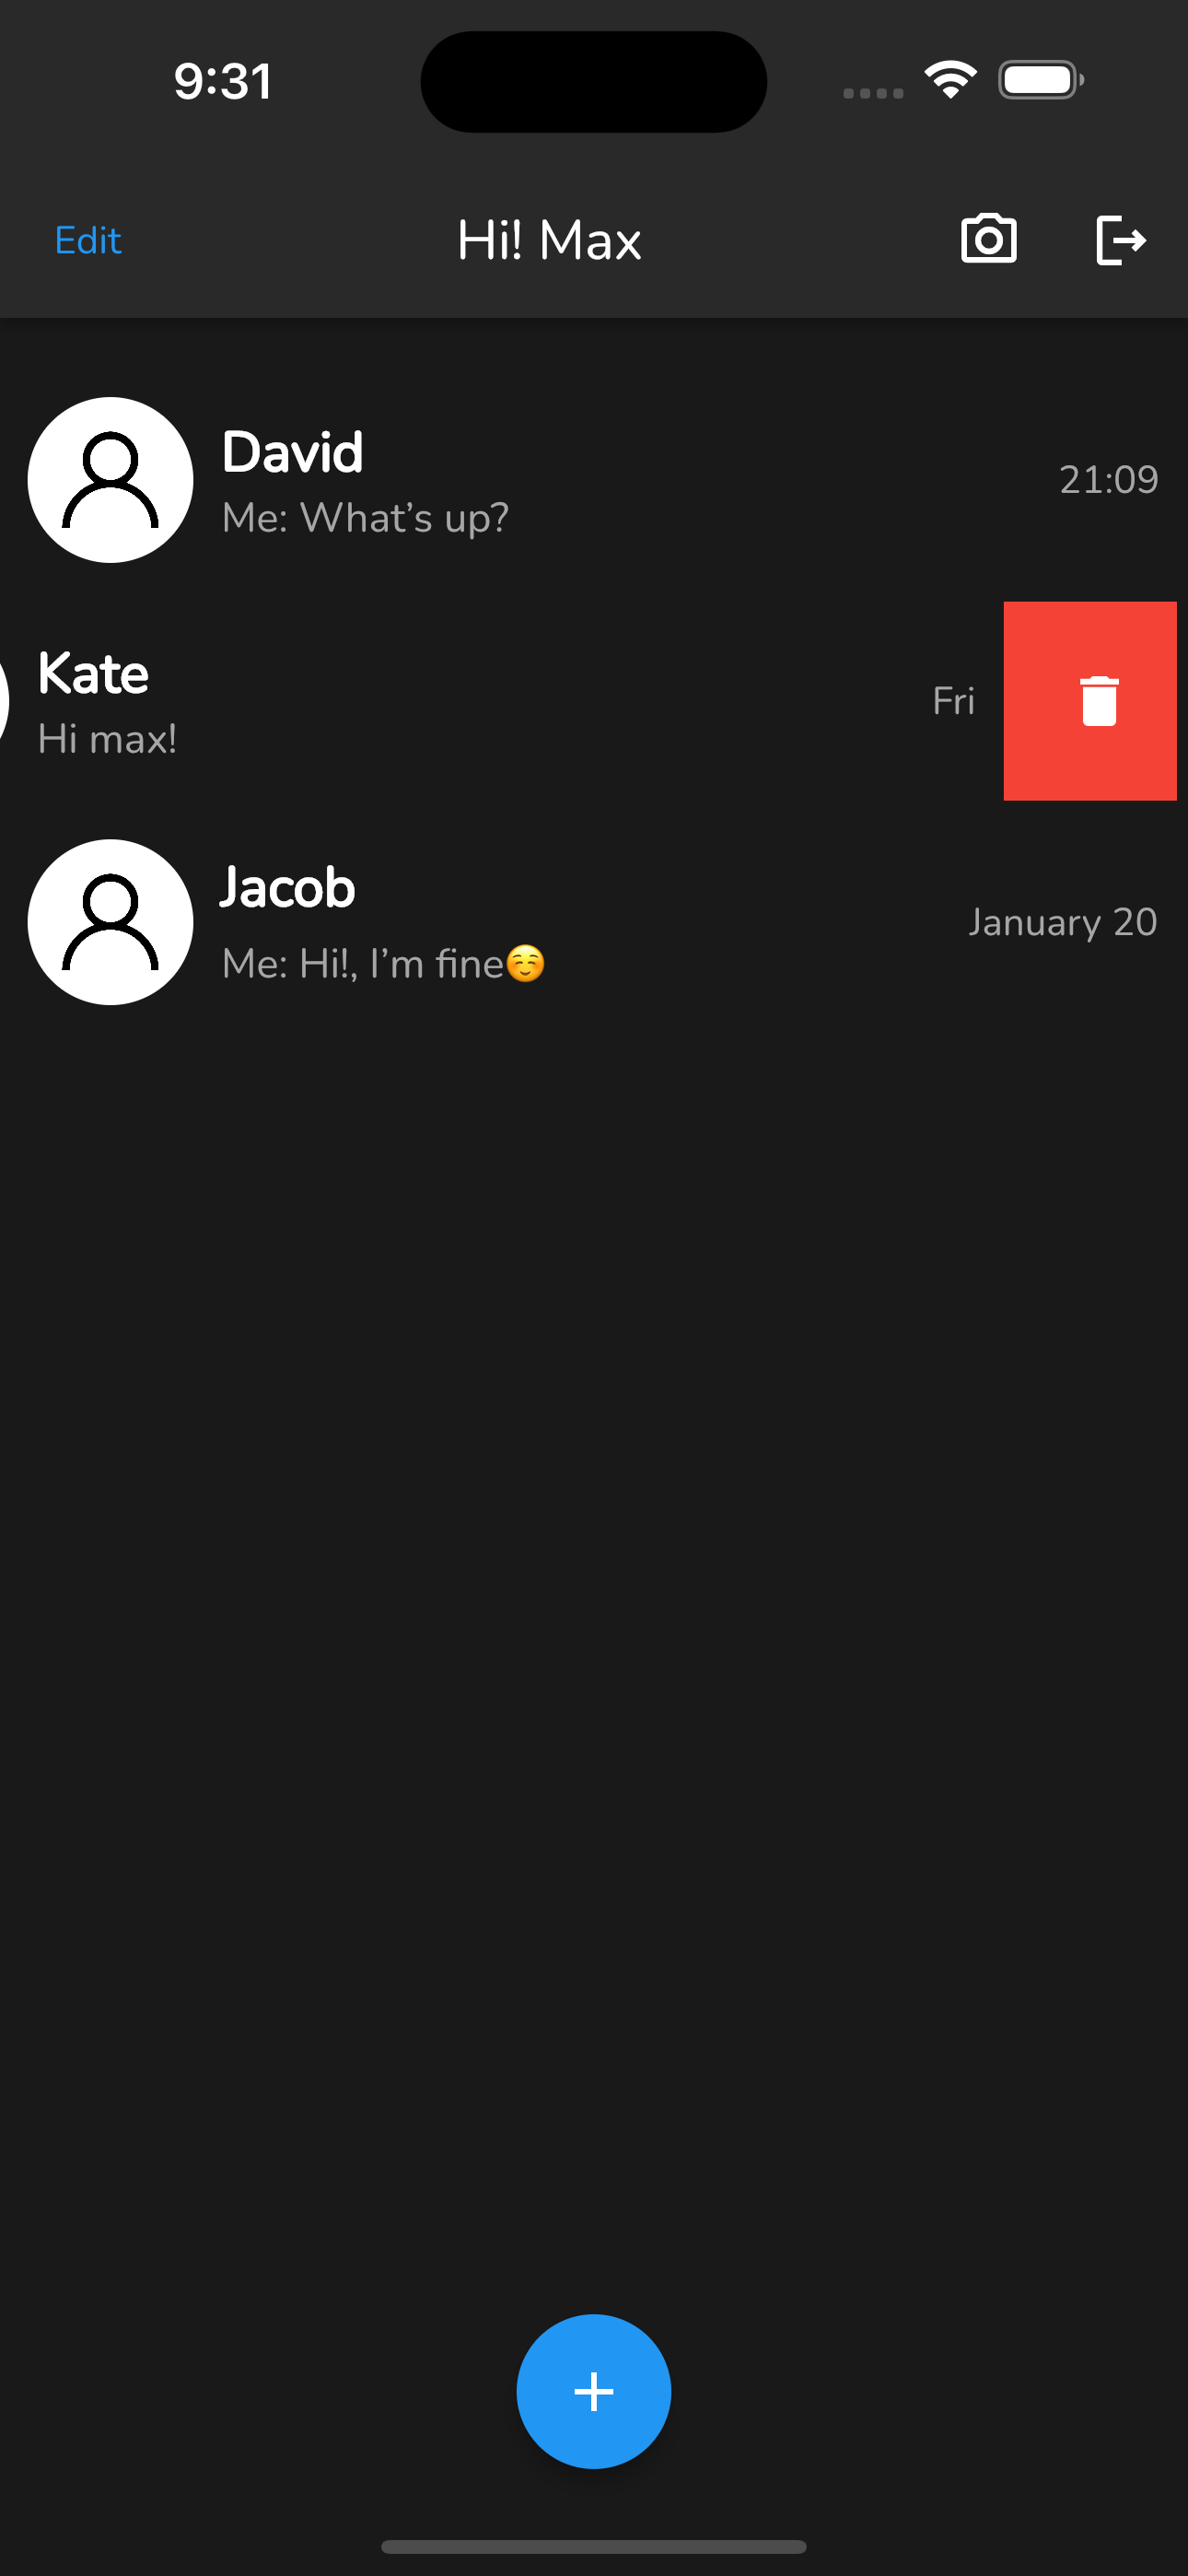 9:31
Edit Hi! Max
David
Me: What’s up?
21:09
Kate
Hi max!
Fri
Jacob
Me: Hi!, I’m fine☺️
January 20